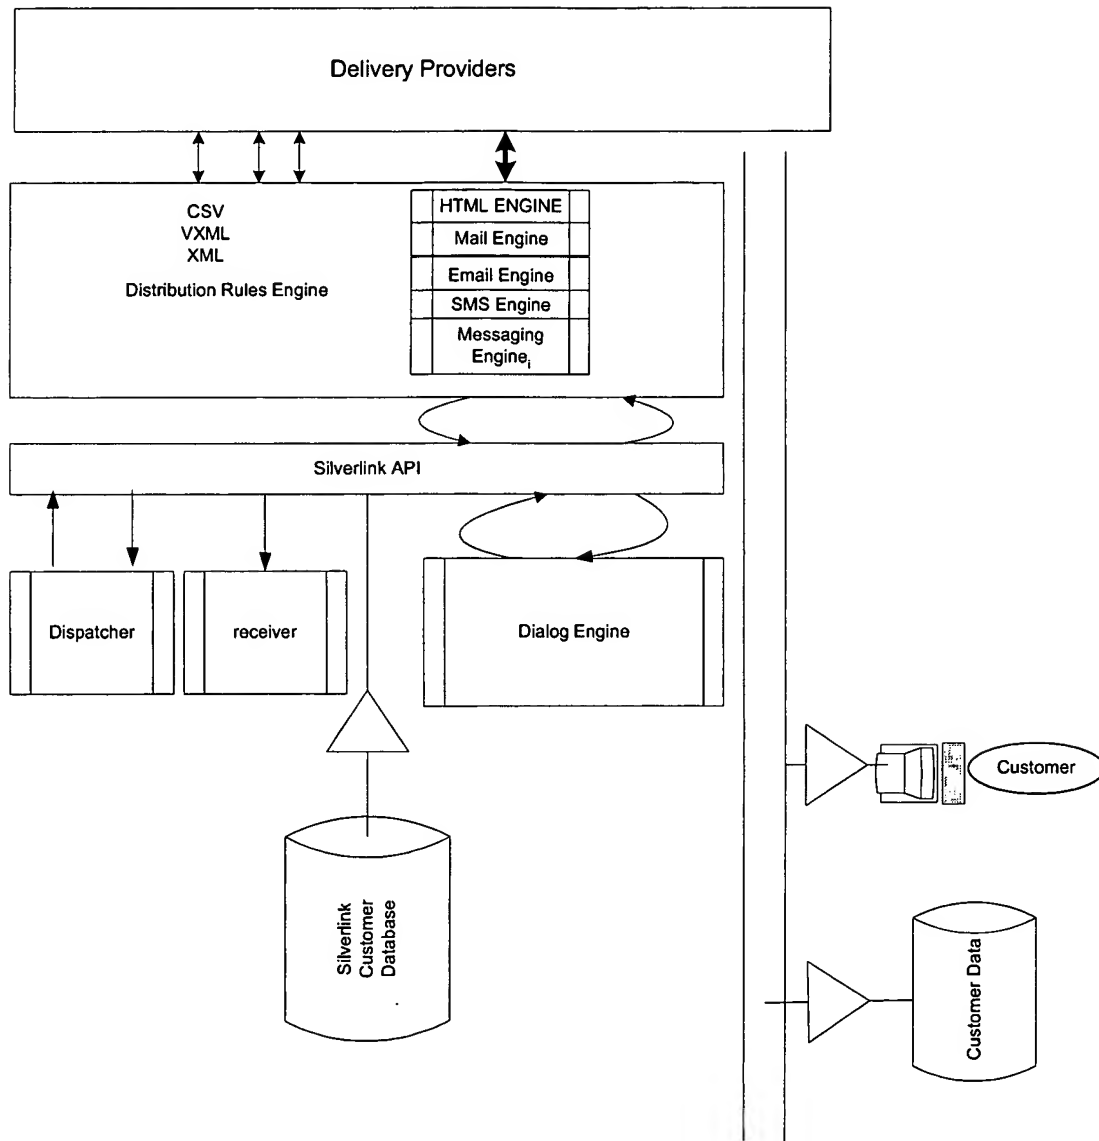 Delivery Providers
CSV
VXML
XML
Distribution Rules Engine
HTML ENGINE
Mail Engine
Email Engine
SMS Engine
Messaging
Engineᵢ
Silverlink API
Dispatcher
receiver
Dialog Engine
Customer
Silverlink
Customer
Database
Customer Data